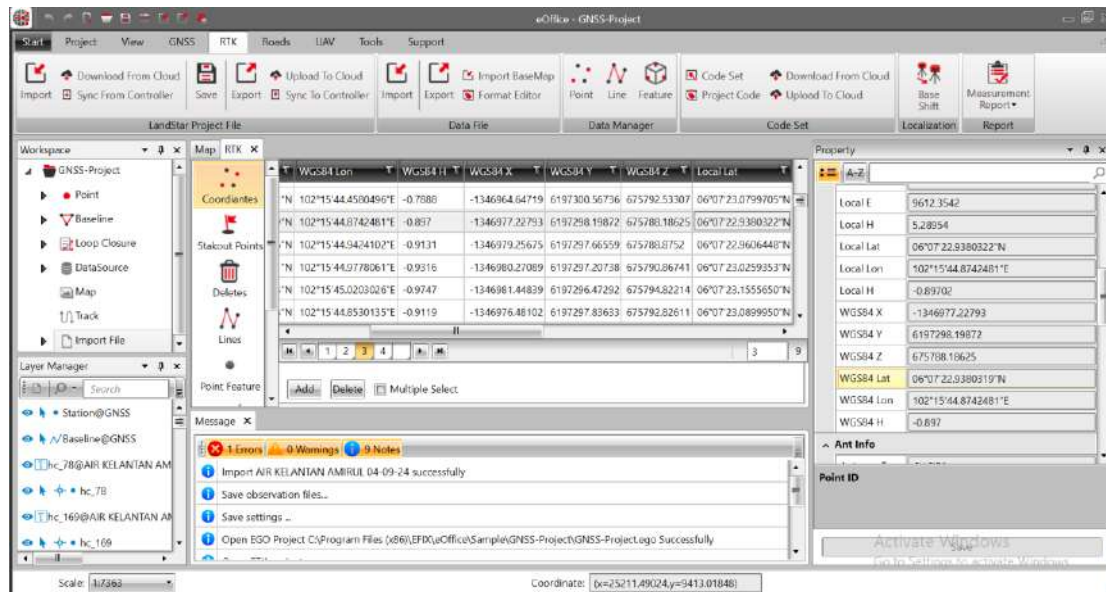 eOffice - GNSS-Project
Start Project View GNSS RTK Roads UAV Tools Support
Import Download From Cloud Sync From Controller Save Export Upload To Cloud Sync To Controller Import Export Import BaseMap Format Editor Point Line Feature Code Set Project Code Download From Cloud Upload To Cloud Base Shift Measurement Report
LandStar Project File Data File Data Manager Code Set Localization Report
Workspace
GNSS-Project
Point
Baseline
Loop Closure
DataSource
Map
Track
Import File
Layer Manager
Search
Station@GNSS
Baseline@GNSS
hc_78@AIR KELANTAN AM
hc_78
hc_169@AIR KELANTAN AM
hc_169
Map RTK
Coordiantes
Stakout Points
Deletes
Lines
Point Feature
WGS84 Lon WGS84 H WGS84 X WGS84 Y WGS84 Z Local Lat
"N 102°15'44.4580496"E -0.7888 -1346964.64719 6197300.56736 675792.53307 06°07'23.0799705"N
"N 102°15'44.8742481"E -0.897 -1346977.22793 6197298.19872 675788.18625 06°07'22.9380322"N
"N 102°15'44.9424102"E -0.9131 -1346979.25675 6197297.66559 675788.8752 06°07'22.9606448"N
"N 102°15'44.9778061"E -0.9316 -1346980.27089 6197297.20738 675790.86741 06°07'23.0259353"N
"N 102°15'45.0203026"E -0.9747 -1346981.44839 6197296.47292 675794.82214 06°07'23.1555650"N
"N 102°15'44.8530135"E -0.9119 -1346976.48102 6197297.83633 675792.82611 06°07'23.0899950"N
1 2 3 4 3 9
Add Delete Multiple Select
Message
1 Errors 0 Warnings 9 Notes
Import AIR KELANTAN AMIRUL 04-09-24 successfully
Save observation files...
Save settings ...
Open EGO Project C:\Program Files (x86)\EFIX\eOffice\Sample\GNSS-Project\GNSS-Project.ego Successfully
Property
A-Z
Local E 9612.3542
Local H 5.28954
Local Lat 06°07'22.9380322"N
Local Lon 102°15'44.8742481"E
Local H -0.89702
WGS84 X -1346977.22793
WGS84 Y 6197298.19872
WGS84 Z 675788.18625
WGS84 Lat 06°07'22.9380319"N
WGS84 Lon 102°15'44.8742481"E
WGS84 H -0.897
Ant Info
Point ID
Save
Activate Windows
Go to Settings to activate Windows.
Scale: 1:7363 Coordinate: (x=25211.49024,y=9413.01848)